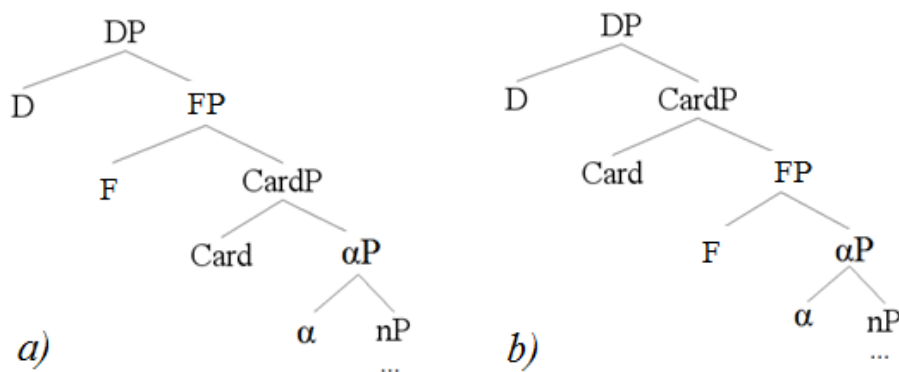 DP
D
FP
F
CardP
Card
αP
α
nP
...
a)
DP
D
CardP
Card
FP
F
αP
α
nP
...
b)